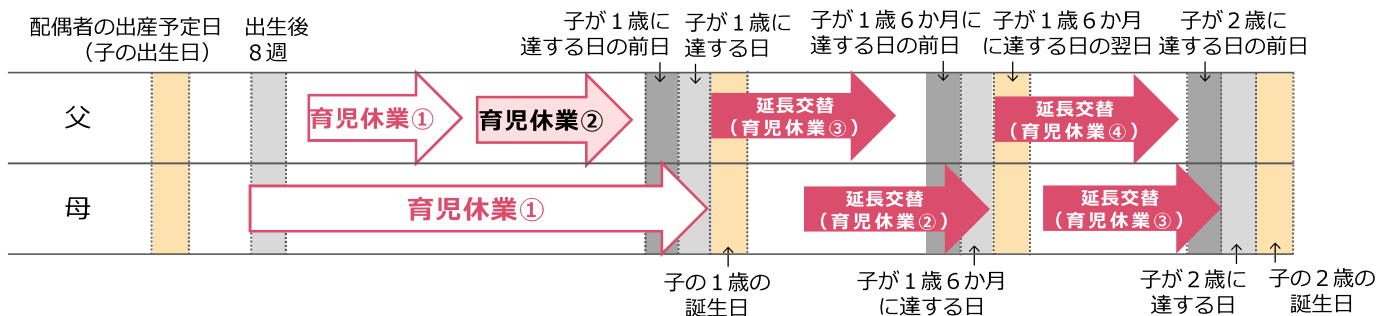 配偶者の出産予定日
（子の出生日）
出生後
８週
子が１歳に
達する日の前日
子が１歳に
達する日
子が１歳６か月に
達する日の前日
子が１歳６か月
に達する日の翌日
子が２歳に
達する日の前日
父
育児休業①
育児休業②
延長交替
（育児休業③）
延長交替
（育児休業④）
母
育児休業①
延長交替
（育児休業②）
延長交替
（育児休業③）
子の１歳の
誕生日
子が１歳６か月
に達する日
子が２歳に
達する日
子の２歳の
誕生日